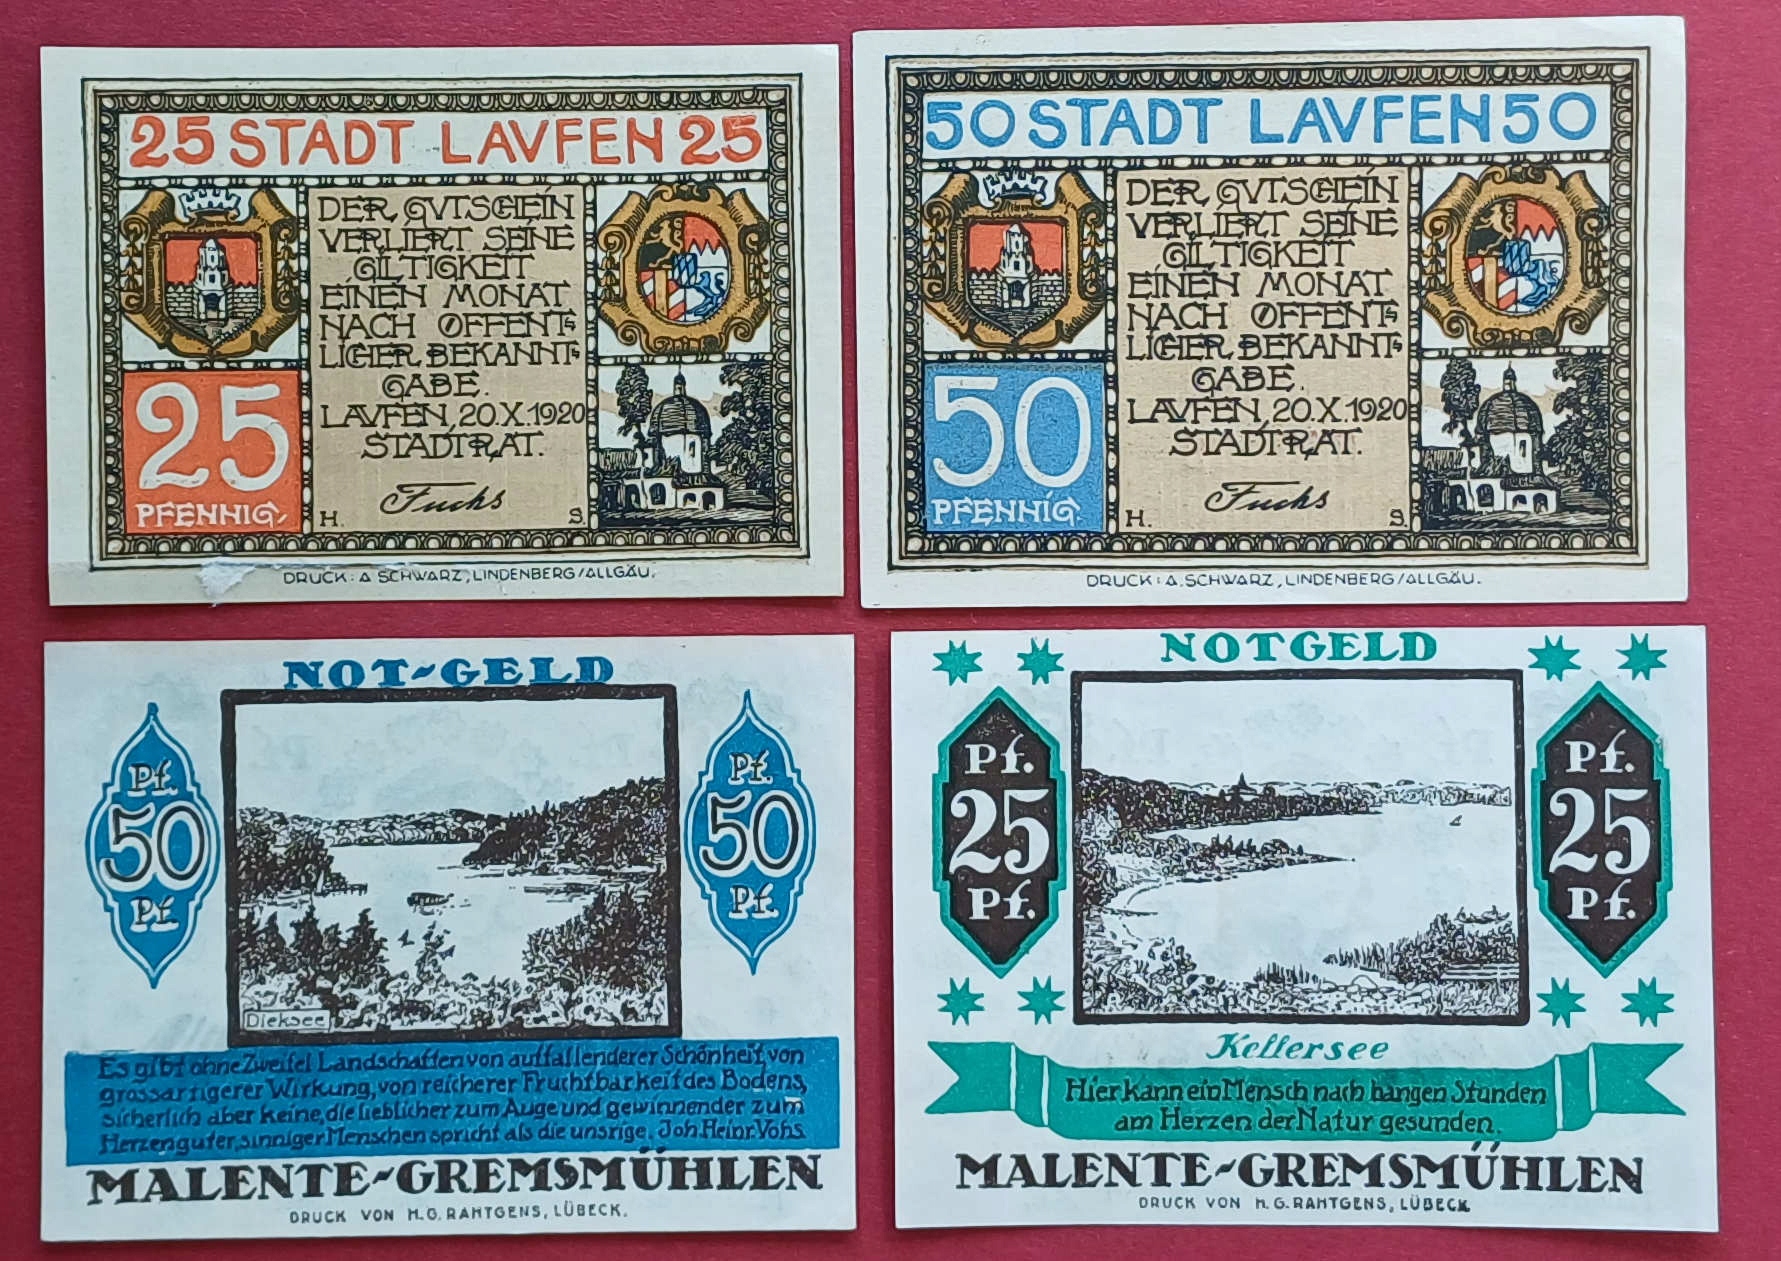 25 STADT LAVFEN 25
DER GVTSCHEIN
VERLIERT SEINE
GILTIGKEIT
EINEN MONAT
NACH ØFFENT=
LICHER BEKANNT=
GABE.
LAVFEN, 20.X.1920
STADTRAT.
Fuchs
H. S.
25
PFENNIG
DRUCK: A SCHWARZ, LINDENBERG/ALLGÄU.
50 STADT LAVFEN 50
DER GVTSCHEIN
VERLIERT SEINE
GILTIGKEIT
EINEN MONAT
NACH ØFFENT=
LICHER BEKANNT=
GABE.
LAVFEN, 20.X.1920
STADTRAT.
Fuchs
H. S.
50
PFENNIG.
DRUCK: A. SCHWARZ, LINDENBERG/ALLGÄU.
NOT-GELD
Pf.
50
Pf.
Pf.
50
Pf.
Dieksee
Es gibt ohne Zweifel Landschaften von auffallenderer Schönheit, von
grossartigerer Wirkung, von reicherer Fruchtbarkeit des Bodens,
sicherlich aber keine, die lieblicher zum Auge und gewinnender zum
Herzen guter, sinniger Menschen spricht als die unsrige. Joh. Heinr. Vohs.
MALENTE-GREMSMÜHLEN
DRUCK VON H. G. RAHTGENS, LÜBECK.
NOTGELD
Pf.
25
Pf.
Pf.
25
Pf.
Kellersee
Hier kann ein Mensch nach bangen Stunden
am Herzen der Natur gesunden.
MALENTE-GREMSMÜHLEN
DRUCK VON H. G. RAHTGENS, LÜBECK